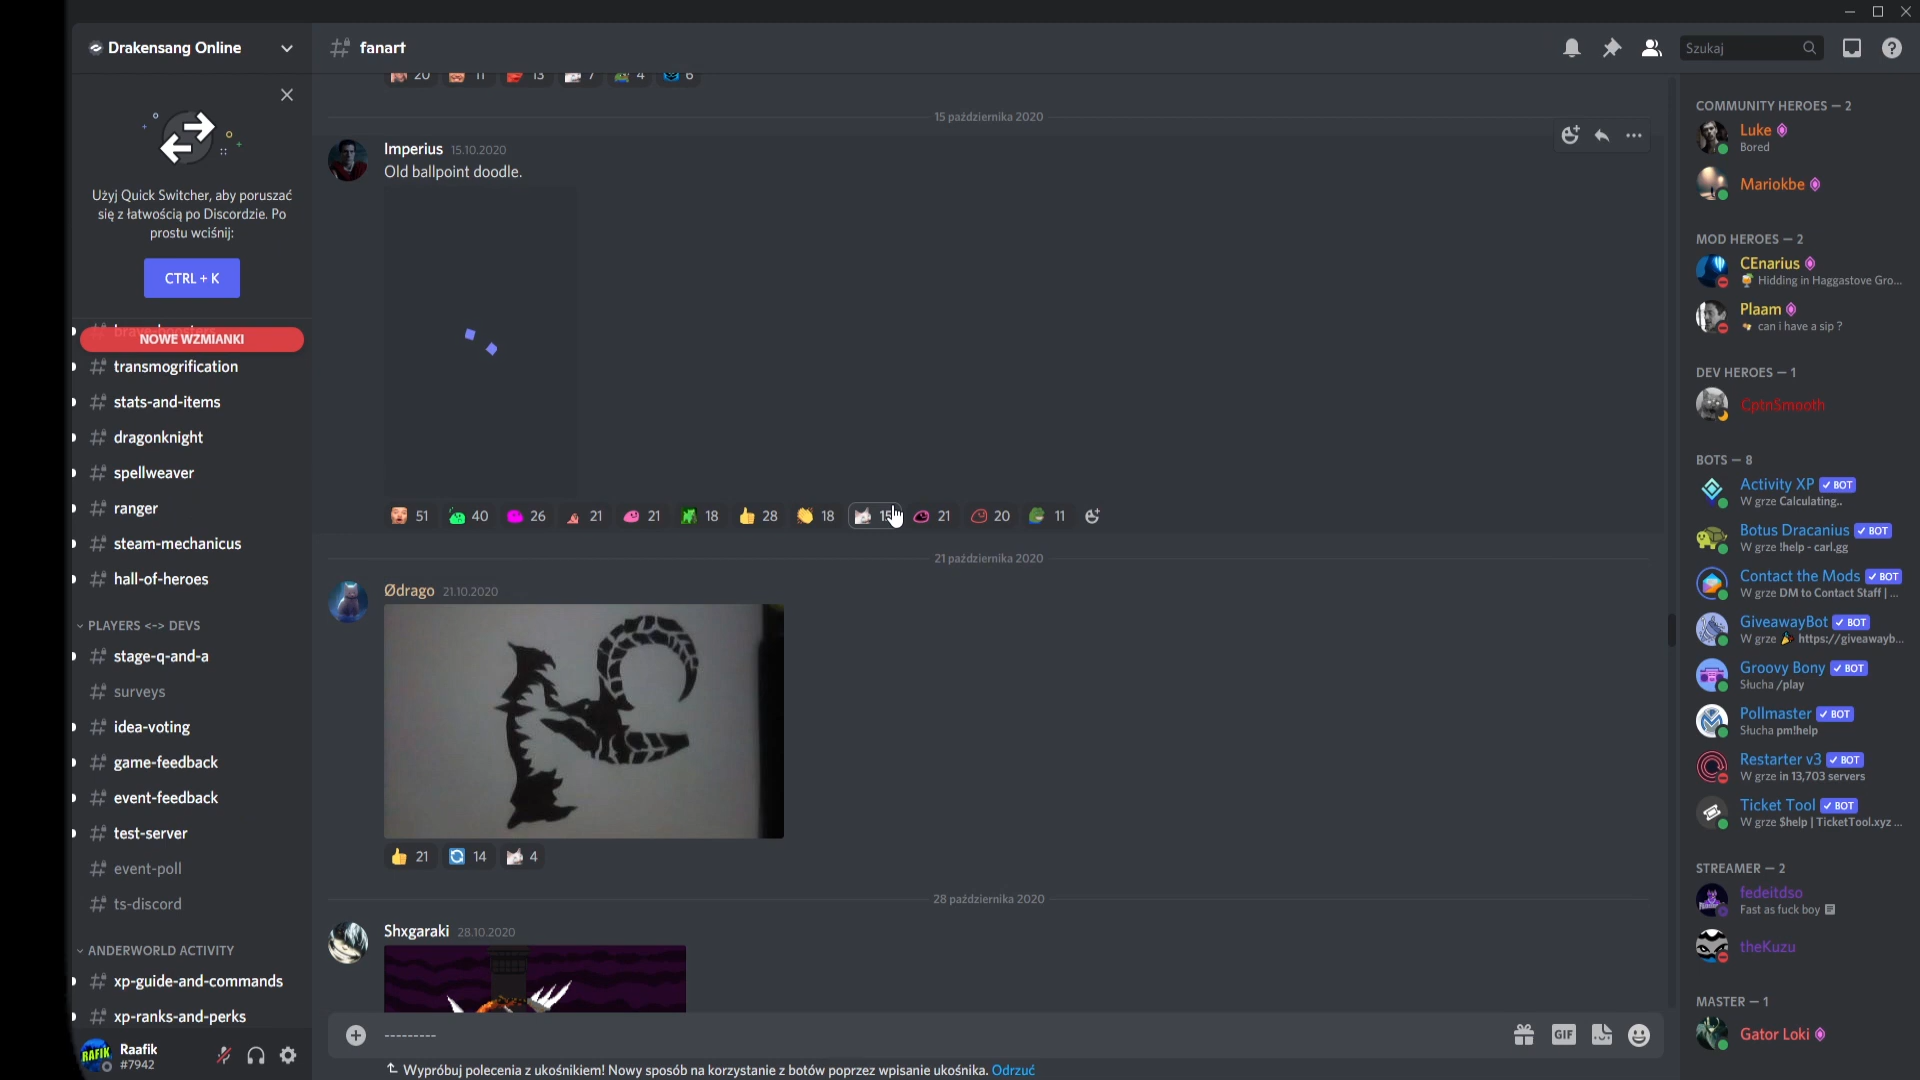 Drakensang Online
fanart
Szukaj
20 11 13 7 4 6
Użyj Quick Switcher, aby poruszać
się z łatwością po Discordzie. Po
prostu wciśnij:
CTRL + K
brave-boosters
NOWE WZMIANKI
transmogrification
stats-and-items
dragonknight
spellweaver
ranger
steam-mechanicus
hall-of-heroes
PLAYERS <-> DEVS
stage-q-and-a
surveys
idea-voting
game-feedback
event-feedback
test-server
event-poll
ts-discord
ANDERWORLD ACTIVITY
xp-guide-and-commands
xp-ranks-and-perks
RAFIK
Raafik
#7942
15 października 2020
Imperius 15.10.2020
Old ballpoint doodle.
51 40 26 21 21 18 28 18 21 20 11
21 października 2020
Ødrago 21.10.2020
21 14 4
28 października 2020
Shxgaraki 28.10.2020
---------
GIF
Wypróbuj polecenia z ukośnikiem! Nowy sposób na korzystanie z botów poprzez wpisanie ukośnika. Odrzuć
COMMUNITY HEROES — 2
Luke
Bored
Mariokbe
MOD HEROES — 2
CEnarius
Hidding in Haggastove Gro...
Plaam
can i have a sip ?
DEV HEROES — 1
CptnSmooth
BOTS — 8
Activity XP BOT
W grze Calculating..
Botus Dracanius BOT
W grze !help - carl.gg
Contact the Mods BOT
W grze DM to Contact Staff | ...
GiveawayBot BOT
W grze https://giveawayb...
Groovy Bony BOT
Słucha /play
Pollmaster BOT
Słucha pm!help
Restarter v3 BOT
W grze in 13,703 servers
Ticket Tool BOT
W grze $help | TicketTool.xyz ...
STREAMER — 2
fedeitdso
Fast as fuck boy
theKuzu
MASTER — 1
Gator Loki